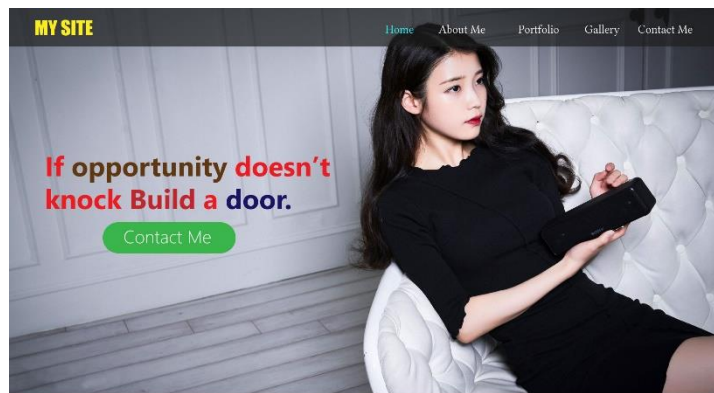 MY SITE
Home About Me Portfolio Gallery Contact Me
If opportunity doesn't
knock Build a door.
Contact Me